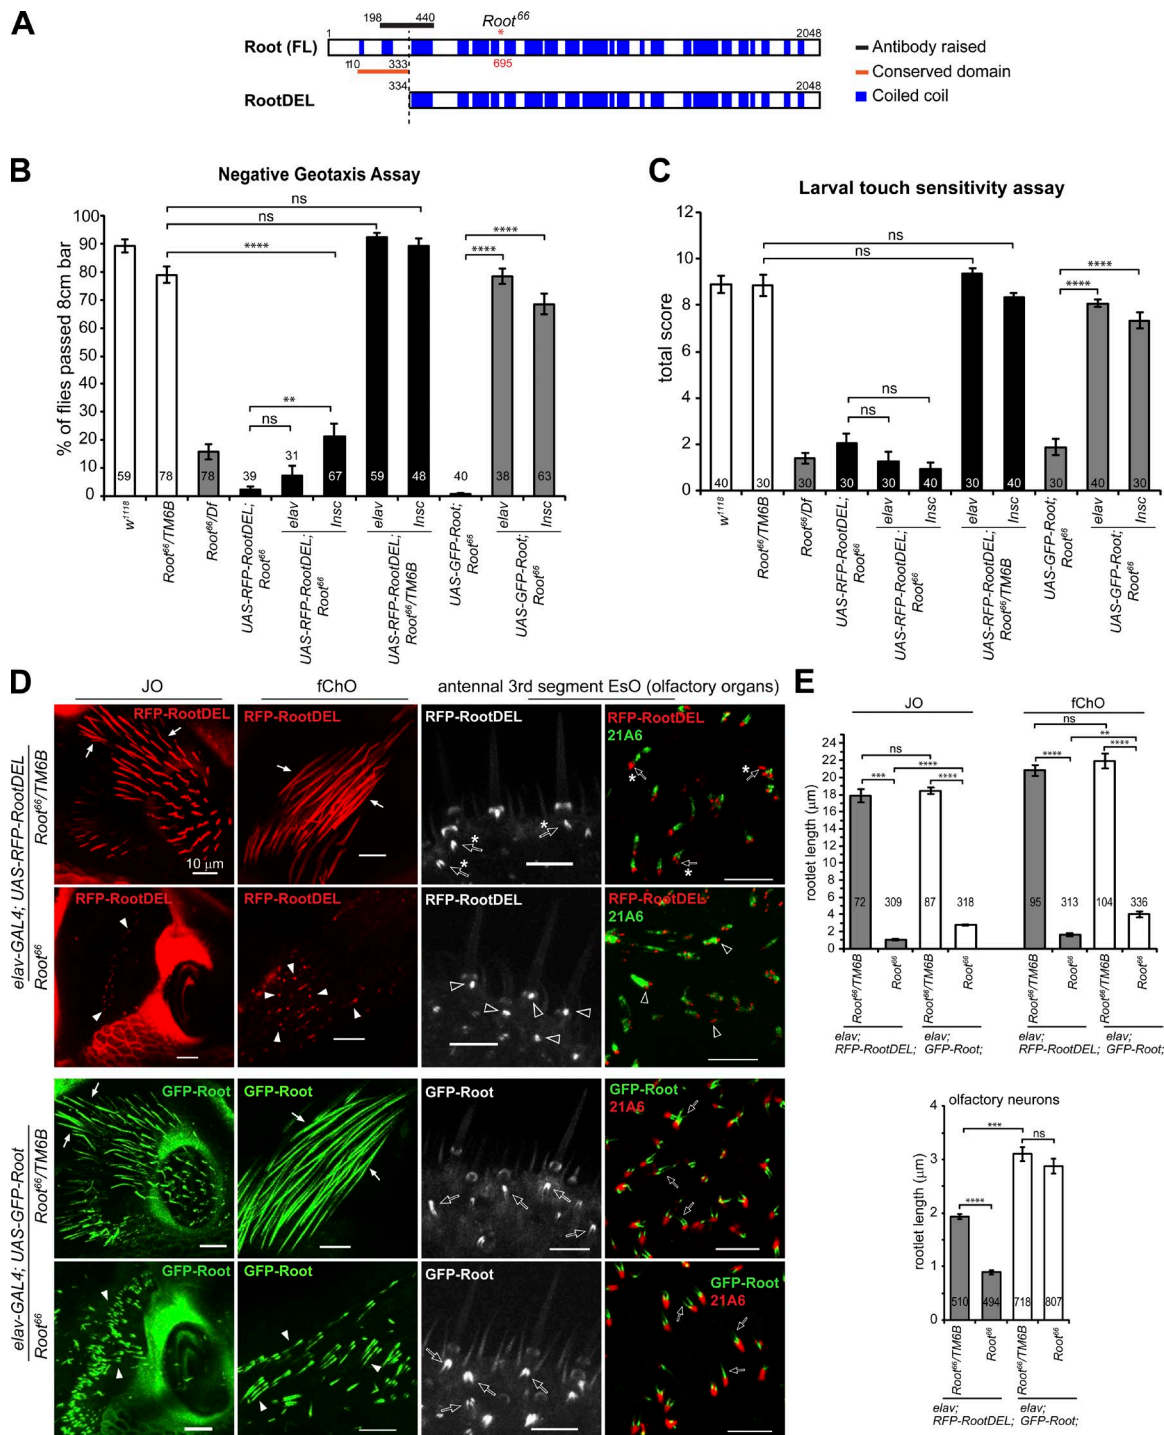 A
198 440 Root⁶⁶
1 * 2048
Root (FL)
110 333 695
334 2048
RootDEL
Antibody raised
Conserved domain
Coiled coil
B
Negative Geotaxis Assay
% of flies passed 8cm bar
100
90
80
70
60
50
40
30
20
10
0
ns
ns
****
ns
**
****
****
59 78 78 39 31 67 59 48 40 38 63
w¹¹¹⁸
Root⁶⁶/TM6B
Root⁶⁶/Df
UAS-RFP-RootDEL;
Root⁶⁶
elav Insc
UAS-RFP-RootDEL;
Root⁶⁶
elav Insc
UAS-RFP-RootDEL;
Root⁶⁶/TM6B
UAS-GFP-Root;
Root⁶⁶
elav Insc
UAS-GFP-Root;
Root⁶⁶
C
Larval touch sensitivity assay
total score
12
10
8
6
4
2
0
ns
ns
ns
ns
****
****
40 30 30 30 30 40 30 40 30 40 30
w¹¹¹⁸
Root⁶⁶/TM6B
Root⁶⁶/Df
UAS-RFP-RootDEL;
Root⁶⁶
elav Insc
UAS-RFP-RootDEL;
Root⁶⁶
elav Insc
UAS-RFP-RootDEL;
Root⁶⁶/TM6B
UAS-GFP-Root;
Root⁶⁶
elav Insc
UAS-GFP-Root;
Root⁶⁶
D
JO fChO antennal 3rd segment EsO (olfactory organs)
elav-GAL4; UAS-RFP-RootDEL
Root⁶⁶/TM6B
RFP-RootDEL
10 µm
RFP-RootDEL
RFP-RootDEL
* * *
RFP-RootDEL
21A6
* * *
elav-GAL4; UAS-RFP-RootDEL
Root⁶⁶
RFP-RootDEL
RFP-RootDEL
RFP-RootDEL
RFP-RootDEL
21A6
elav-GAL4; UAS-GFP-Root
Root⁶⁶/TM6B
GFP-Root
GFP-Root
GFP-Root
GFP-Root
21A6
elav-GAL4; UAS-GFP-Root
Root⁶⁶
GFP-Root
GFP-Root
GFP-Root
GFP-Root
21A6
E
JO fChO
rootlet length (µm)
24
22
20
18
16
14
12
10
8
6
4
2
0
ns
***
****
****
ns
****
**
****
72 309 87 318 95 313 104 336
Root⁶⁶/TM6B
Root⁶⁶
Root⁶⁶/TM6B
Root⁶⁶
Root⁶⁶/TM6B
Root⁶⁶
Root⁶⁶/TM6B
Root⁶⁶
elav;
RFP-RootDEL;
elav;
GFP-Root;
elav;
RFP-RootDEL;
elav;
GFP-Root;
olfactory neurons
rootlet length (µm)
4
3
2
1
0
***
ns
****
510 494 718 807
Root⁶⁶/TM6B
Root⁶⁶
Root⁶⁶/TM6B
Root⁶⁶
elav;
RFP-RootDEL;
elav;
GFP-Root;